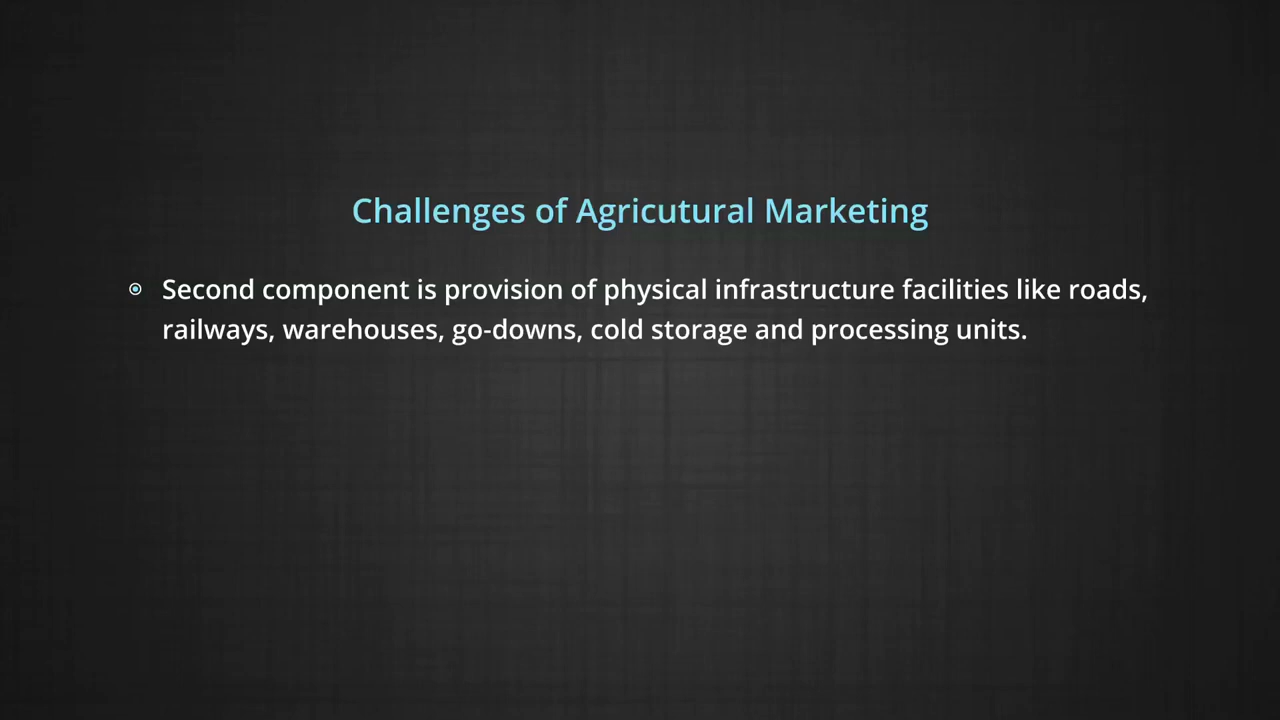 Challenges of Agricutural Marketing
Second component is provision of physical infrastructure facilities like roads,
railways, warehouses, go-downs, cold storage and processing units.